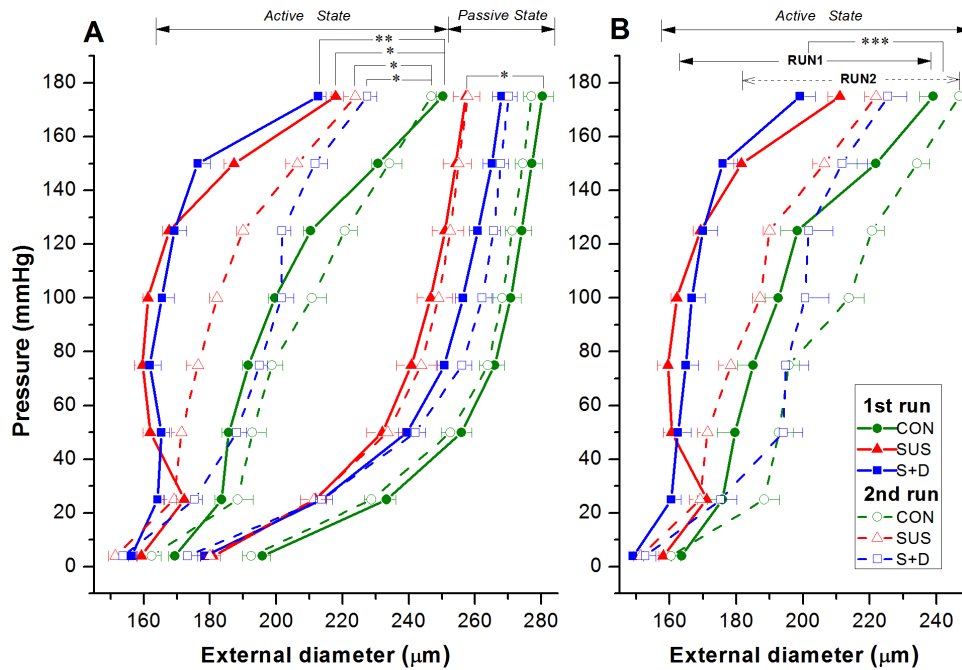 A
Active State
Passive State
**
*
*
*
*
180
160
140
120
100
80
60
40
20
0
Pressure (mmHg)
160 180 200 220 240 260 280
External diameter (μm)
B
Active State
***
RUN1
RUN2
180
160
140
120
100
80
60
40
20
0
160 180 200 220 240
External diameter (μm)
1st run
CON
SUS
S+D
2nd run
CON
SUS
S+D